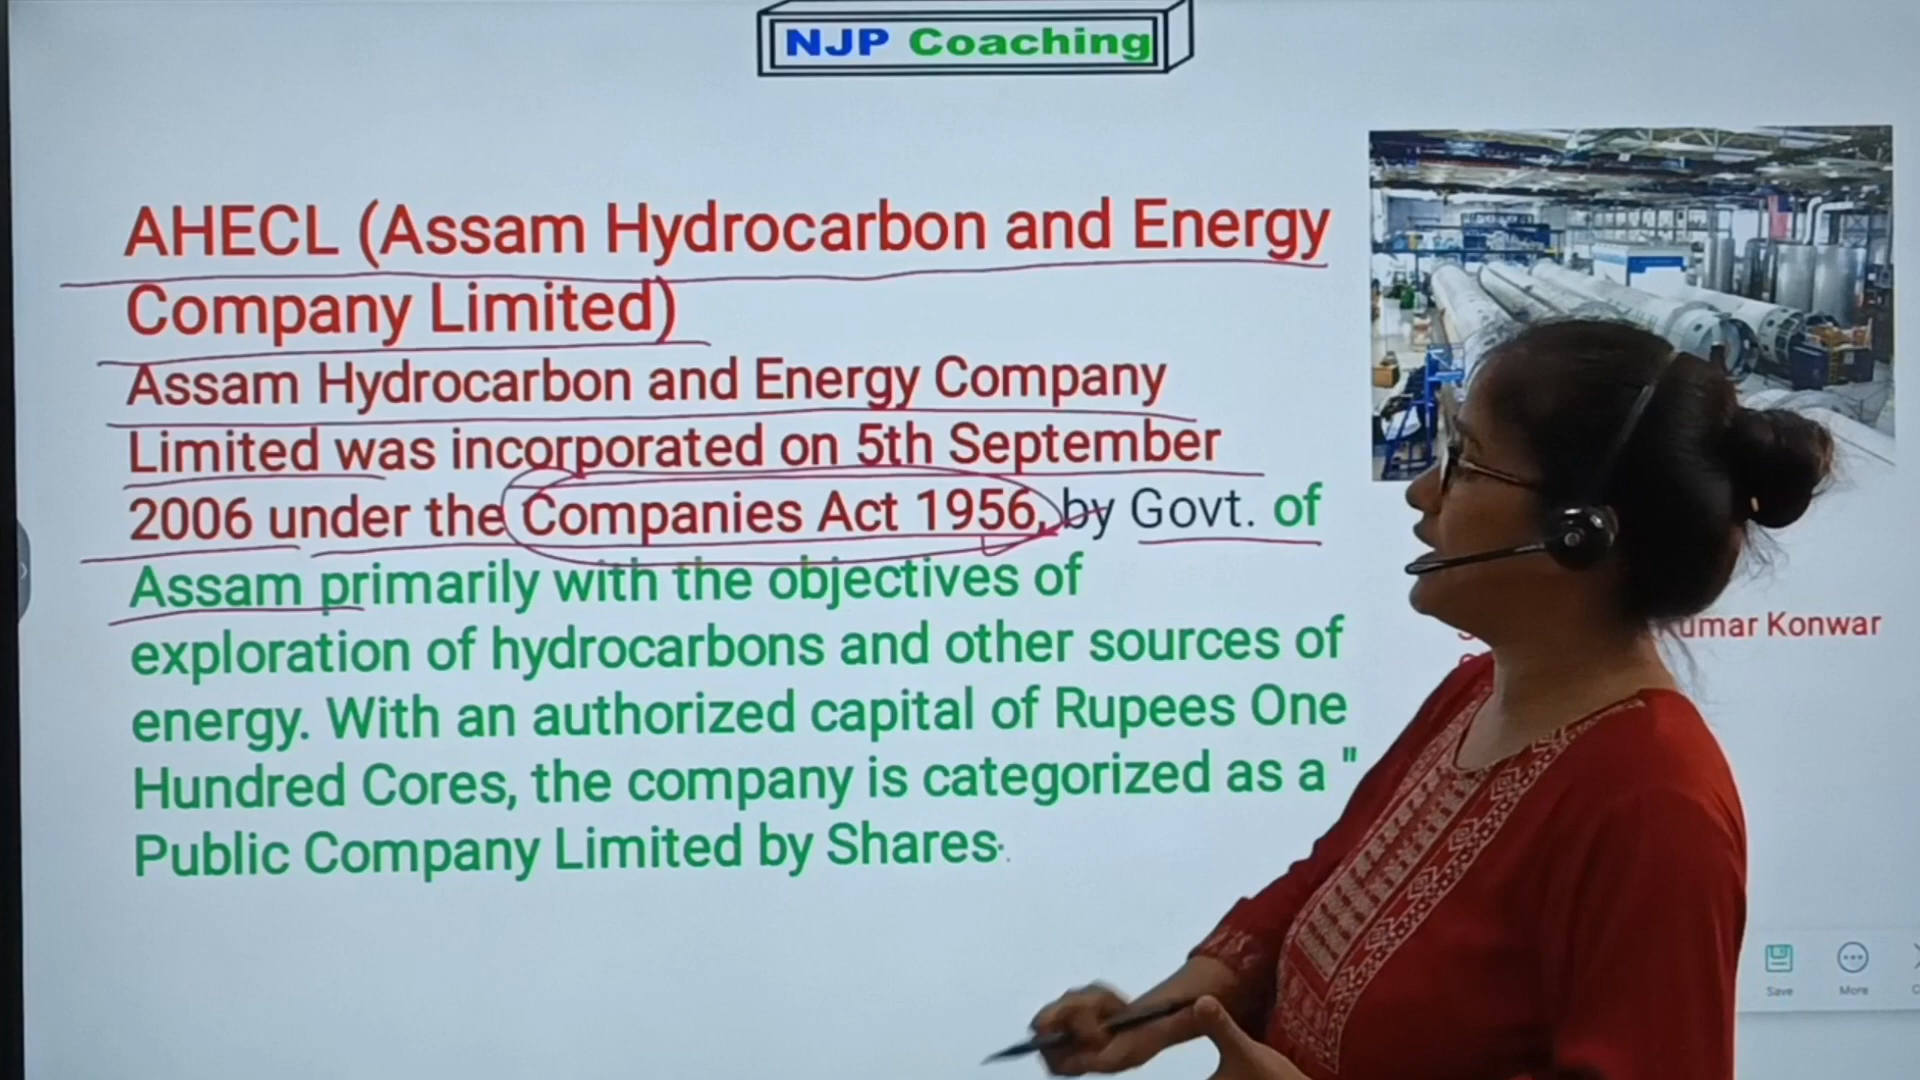 NJP Coaching
AHECL (Assam Hydrocarbon and Energy
Company Limited)
Assam Hydrocarbon and Energy Company
Limited was incorporated on 5th September
2006 under the Companies Act 1956, by Govt. of
Assam primarily with the objectives of
exploration of hydrocarbons and other sources of
energy. With an authorized capital of Rupees One
Hundred Cores, the company is categorized as a "
Public Company Limited by Shares.
Kumar Konwar
Save
More